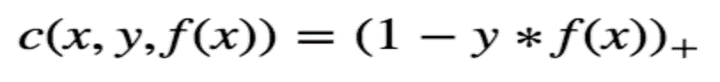 c(x, y, f(x)) = (1 − y * f(x))₊